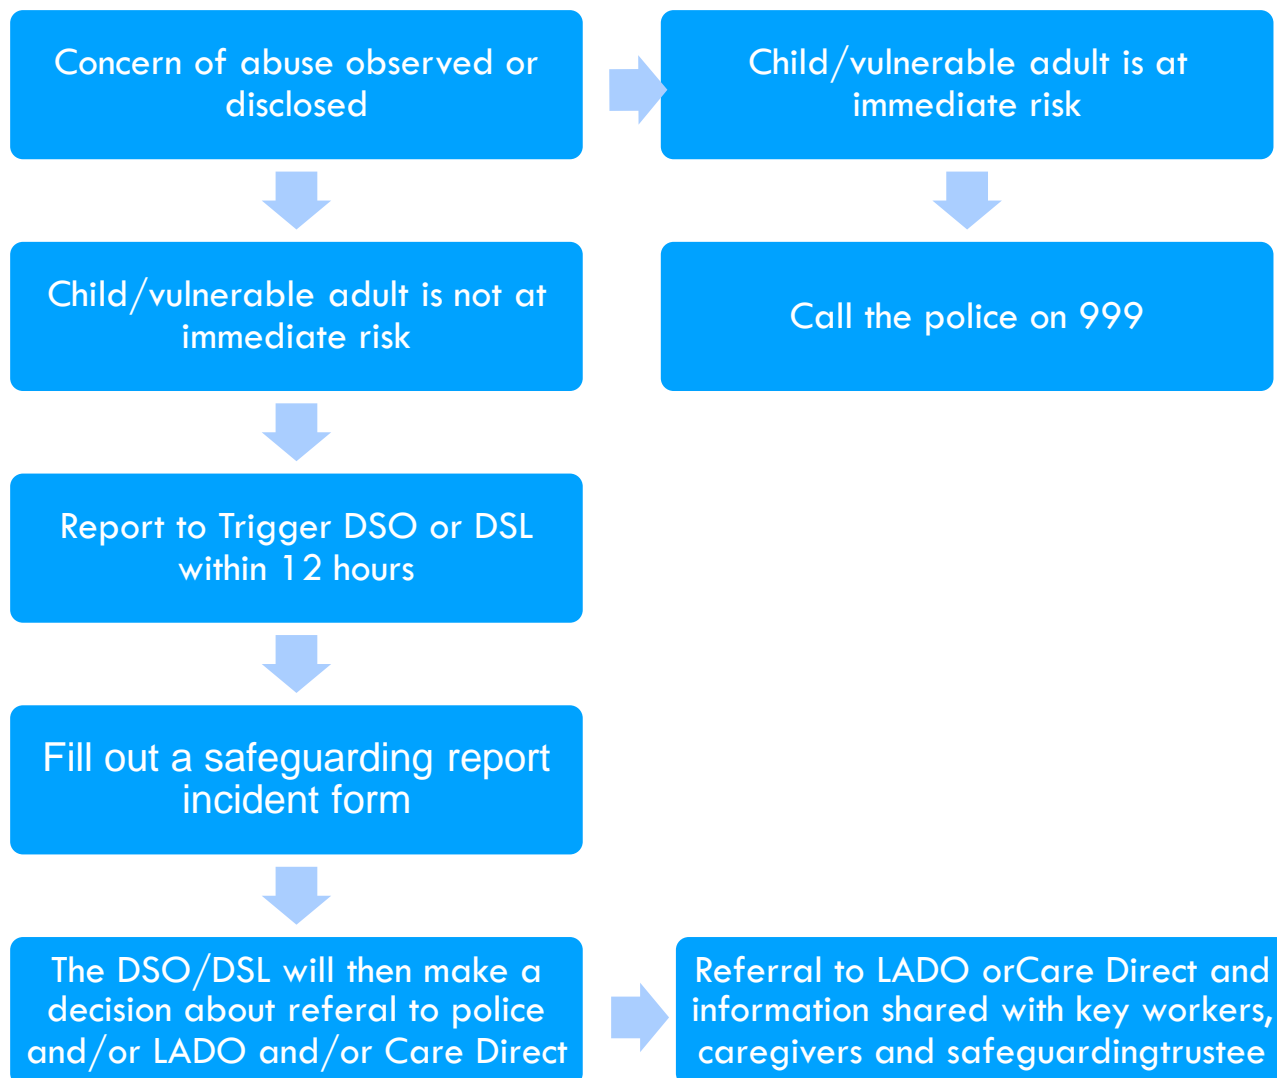 Concern of abuse observed or
disclosed
Child/vulnerable adult is at
immediate risk
Child/vulnerable adult is not at
immediate risk
Call the police on 999
Report to Trigger DSO or DSL
within 12 hours
Fill out a safeguarding report
incident form
The DSO/DSL will then make a
decision about referal to police
and/or LADO and/or Care Direct
Referral to LADO orCare Direct and
information shared with key workers,
caregivers and safeguardingtrustee